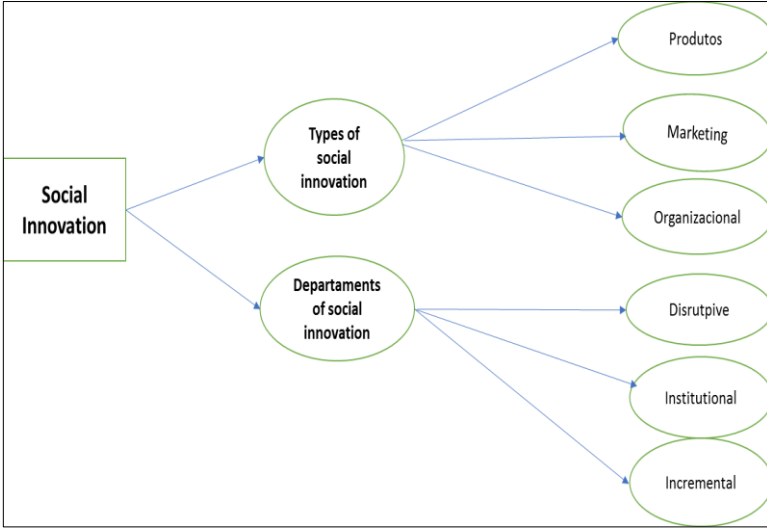 Social
Innovation
Types of
social
innovation
Departaments
of social
innovation
Produtos
Marketing
Organizacional
Disrutpive
Institutional
Incremental